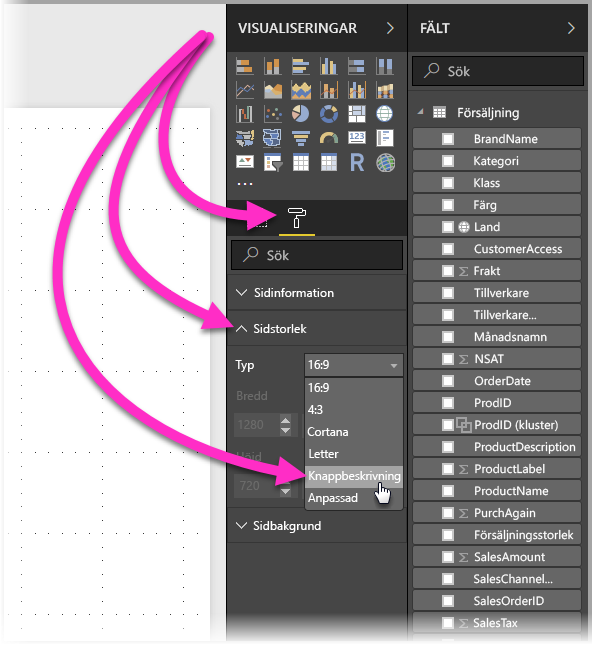 VISUALISERINGAR
123
R
Sök
Sidinformation
Sidstorlek
Typ
16:9
16:9
4:3
Cortana
Letter
Knappbeskrivning
Anpassad
Bredd
1280
Höjd
720
Sidbakgrund
FÄLT
Sök
Försäljning
BrandName
Kategori
Klass
Färg
Land
CustomerAccess
Frakt
Tillverkare
Tillverkare...
Månadsnamn
NSAT
OrderDate
ProdID
ProdID (kluster)
ProductDescription
ProductLabel
ProductName
PurchAgain
Försäljningsstorlek
SalesAmount
SalesChannel...
SalesOrderID
SalesTax